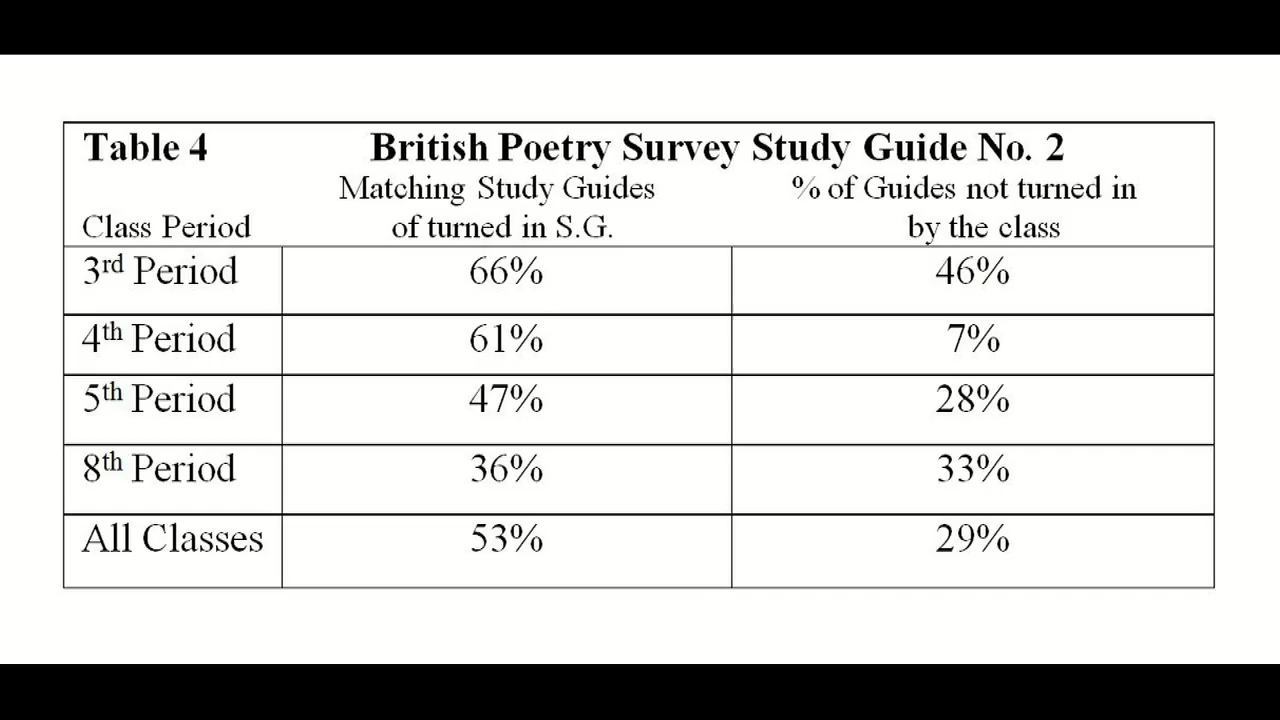 Table 4 British Poetry Survey Study Guide No. 2
Matching Study Guides % of Guides not turned in
Class Period of turned in S.G. by the class
3rd Period 66% 46%
4th Period 61% 7%
5th Period 47% 28%
8th Period 36% 33%
All Classes 53% 29%